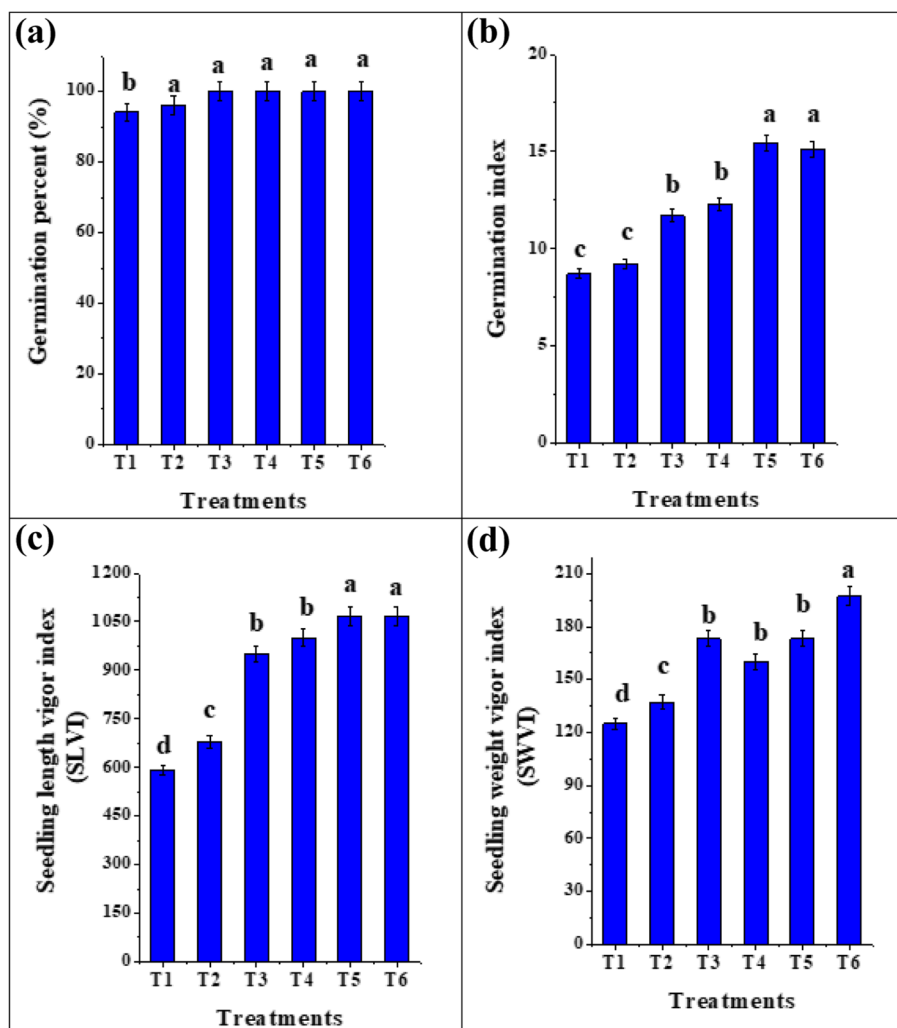 (a)
Germination percent (%)
100
80
60
40
20
0
b a a a a a
T1 T2 T3 T4 T5 T6
Treatments
(b)
Germination index
20
15
10
5
0
c c b b a a
T1 T2 T3 T4 T5 T6
Treatments
(c)
Seedling length vigor index
(SLVI)
1200
1050
900
750
600
450
300
150
0
d c b b a a
T1 T2 T3 T4 T5 T6
Treatments
(d)
Seedling weight vigor index
(SWVI)
210
180
150
120
90
60
30
0
d c b b b a
T1 T2 T3 T4 T5 T6
Treatments